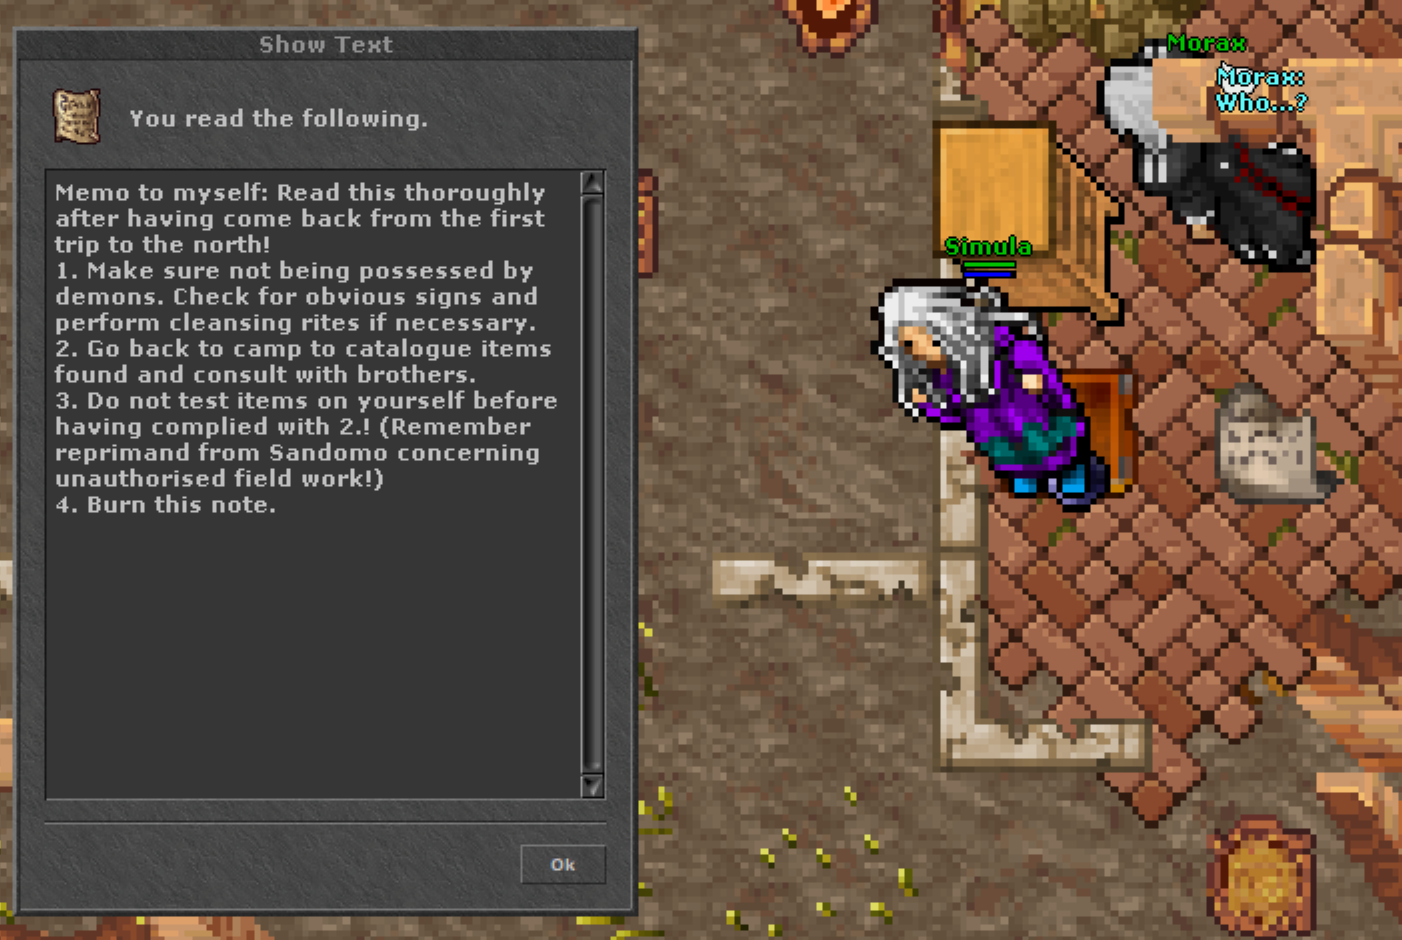 Show Text
You read the following.
Memo to myself: Read this thoroughly
after having come back from the first
trip to the north!
1. Make sure not being possessed by
demons. Check for obvious signs and
perform cleansing rites if necessary.
2. Go back to camp to catalogue items
found and consult with brothers.
3. Do not test items on yourself before
having complied with 2.! (Remember
reprimand from Sandomo concerning
unauthorised field work!)
4. Burn this note.
Ok
Morax
Morax:
Who...?
Simula